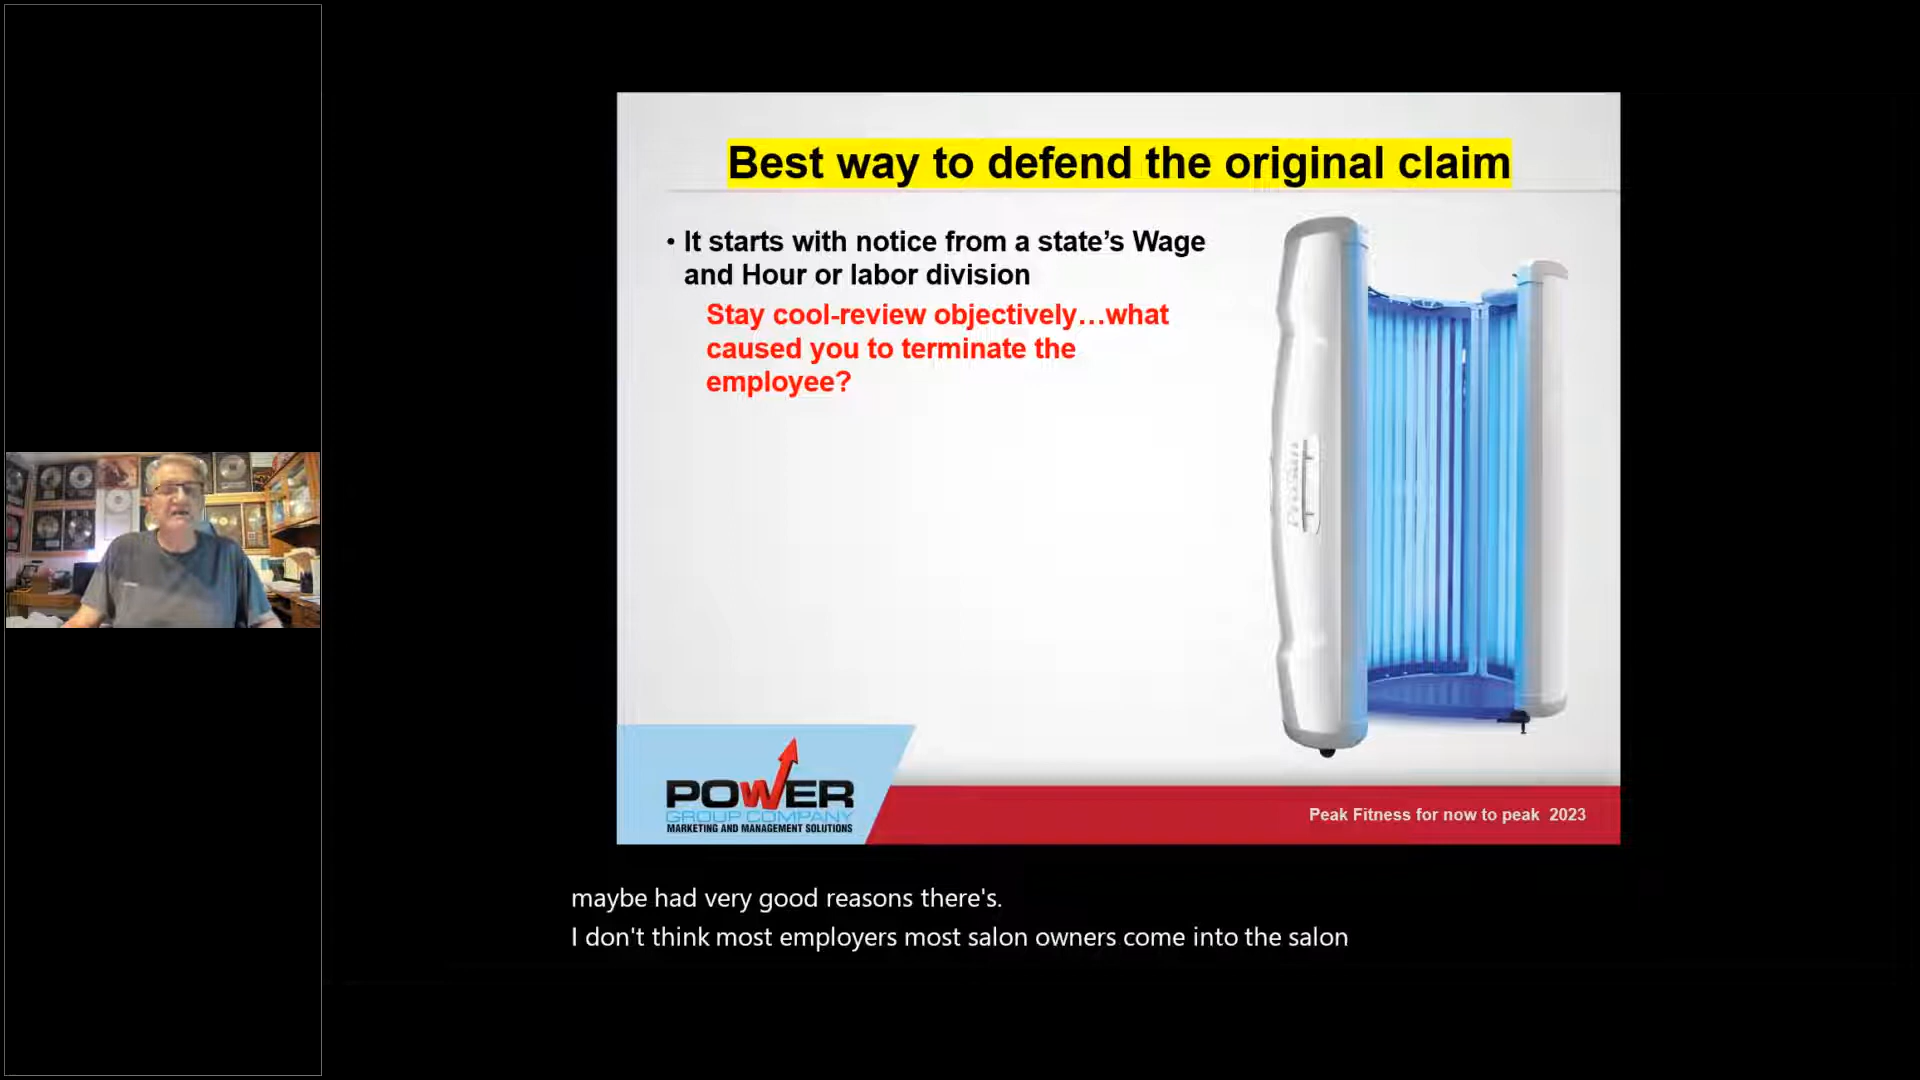 Best way to defend the original claim
• It starts with notice from a state’s Wage
and Hour or labor division
Stay cool-review objectively…what
caused you to terminate the
employee?
ProSun
POWER
GROUP COMPANY
MARKETING AND MANAGEMENT SOLUTIONS
Peak Fitness for now to peak 2023
maybe had very good reasons there's.
I don't think most employers most salon owners come into the salon